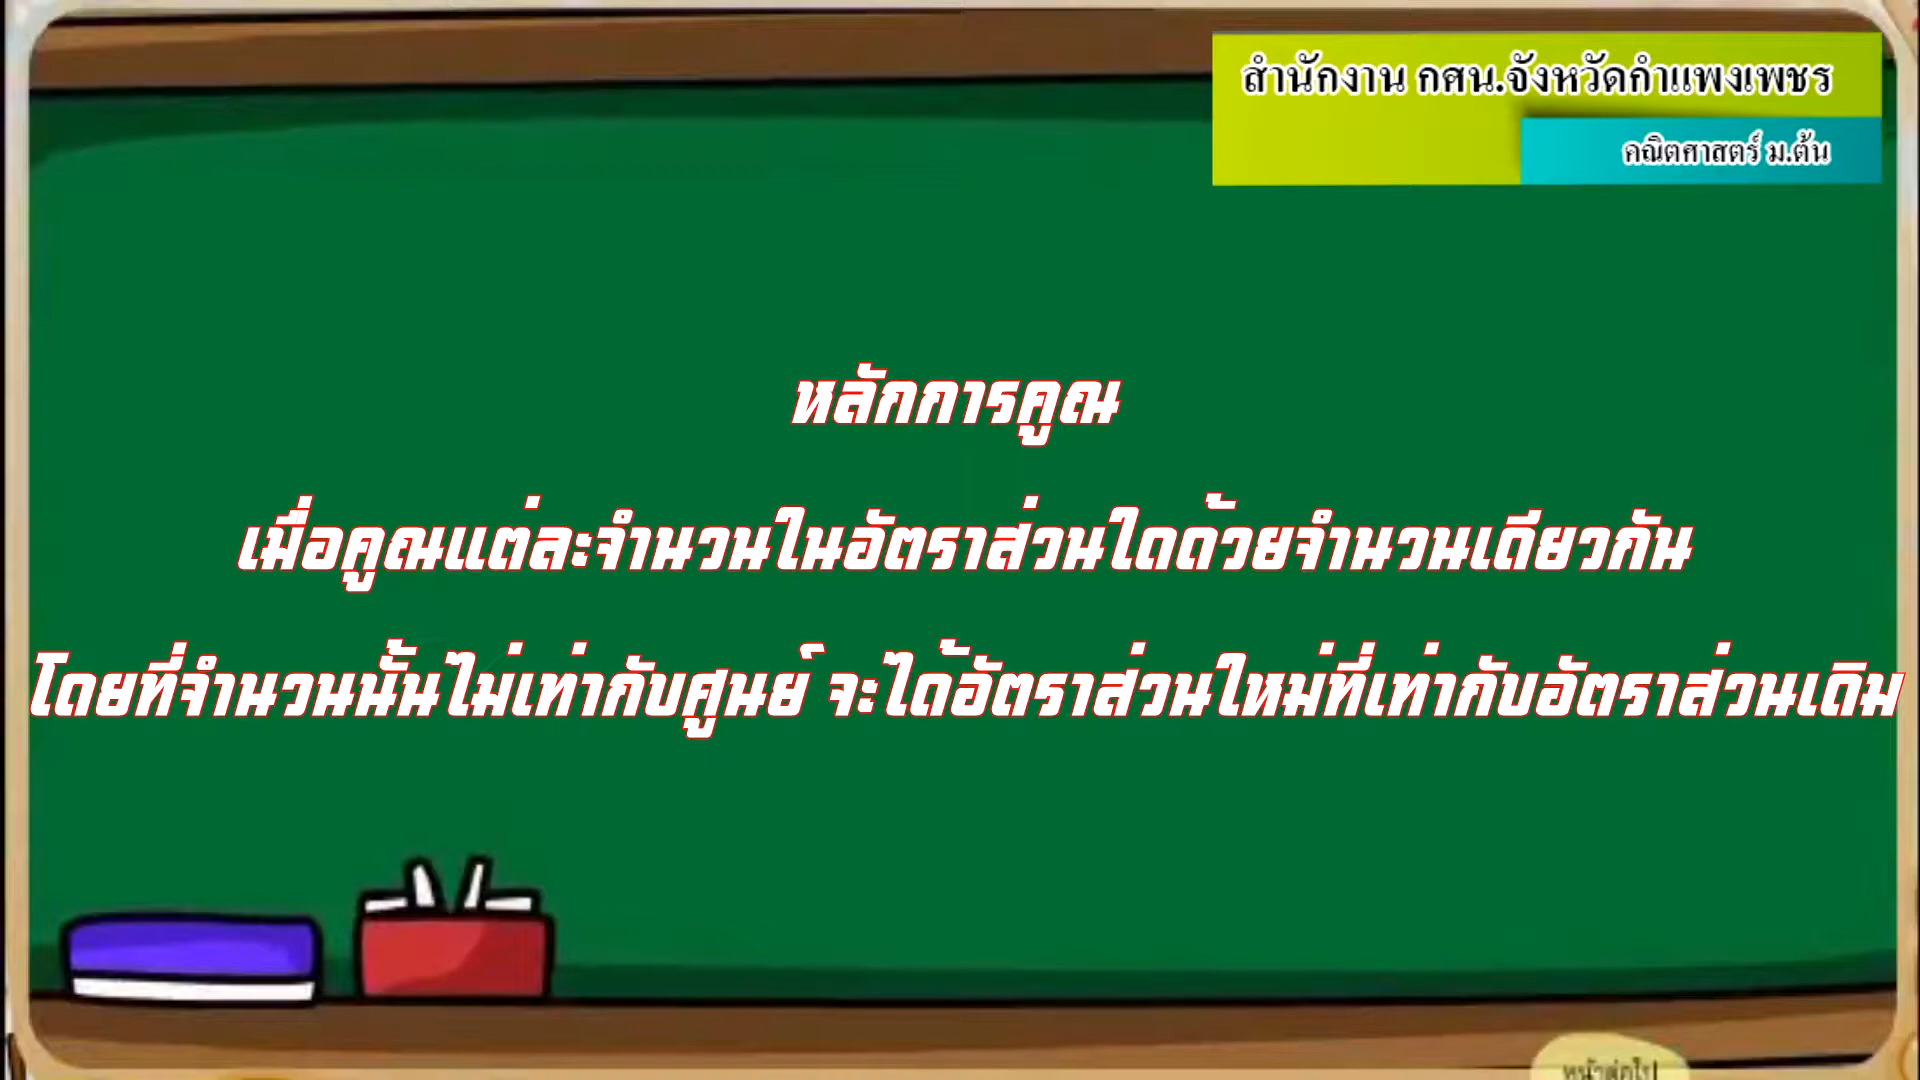 สำนักงาน กศน.จังหวัดกำแพงเพชร
คณิตศาสตร์ ม.ต้น
หลักการคูณ
เมื่อคูณแต่ละจำนวนในอัตราส่วนใดด้วยจำนวนเดียวกัน
โดยที่จำนวนนั้นไม่เท่ากับศูนย์ จะได้อัตราส่วนใหม่ที่เท่ากับอัตราส่วนเดิม
หน้าต่อไป